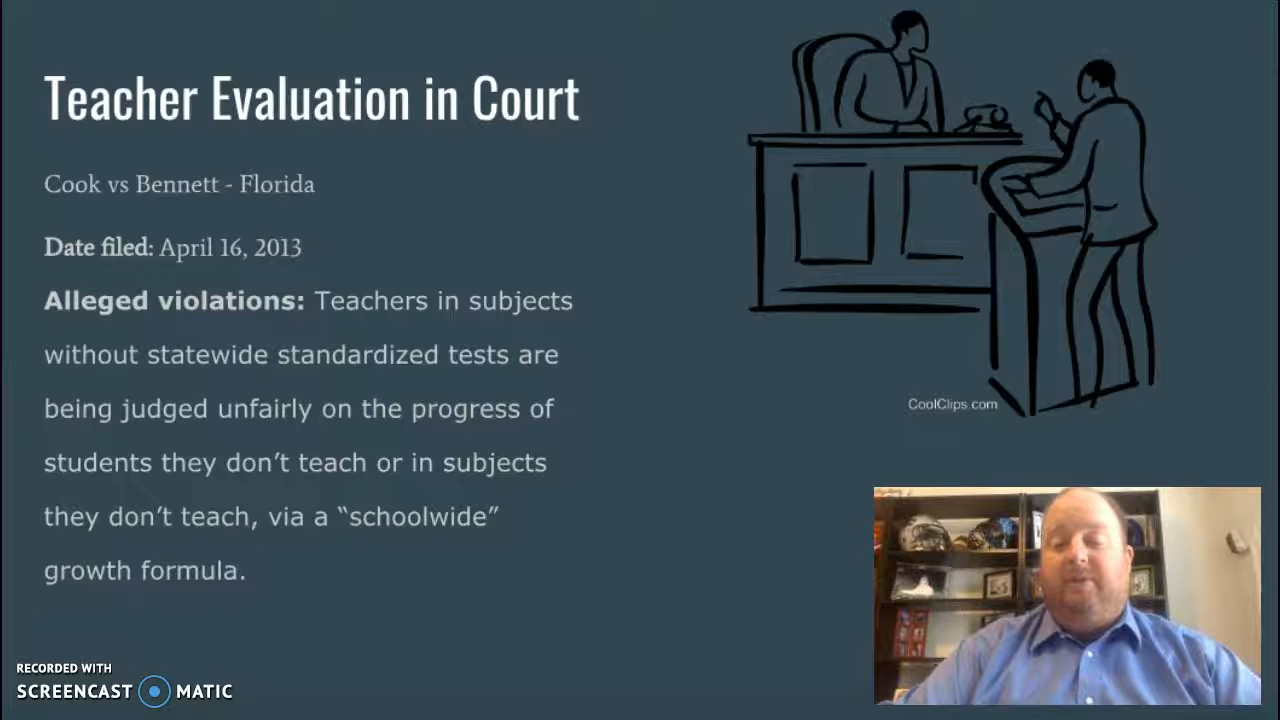 Teacher Evaluation in Court
Cook vs Bennett - Florida
Date filed: April 16, 2013
Alleged violations: Teachers in subjects
without statewide standardized tests are
being judged unfairly on the progress of
students they don’t teach or in subjects
they don’t teach, via a “schoolwide”
growth formula.
CoolClips.com
RECORDED WITH
SCREENCAST MATIC